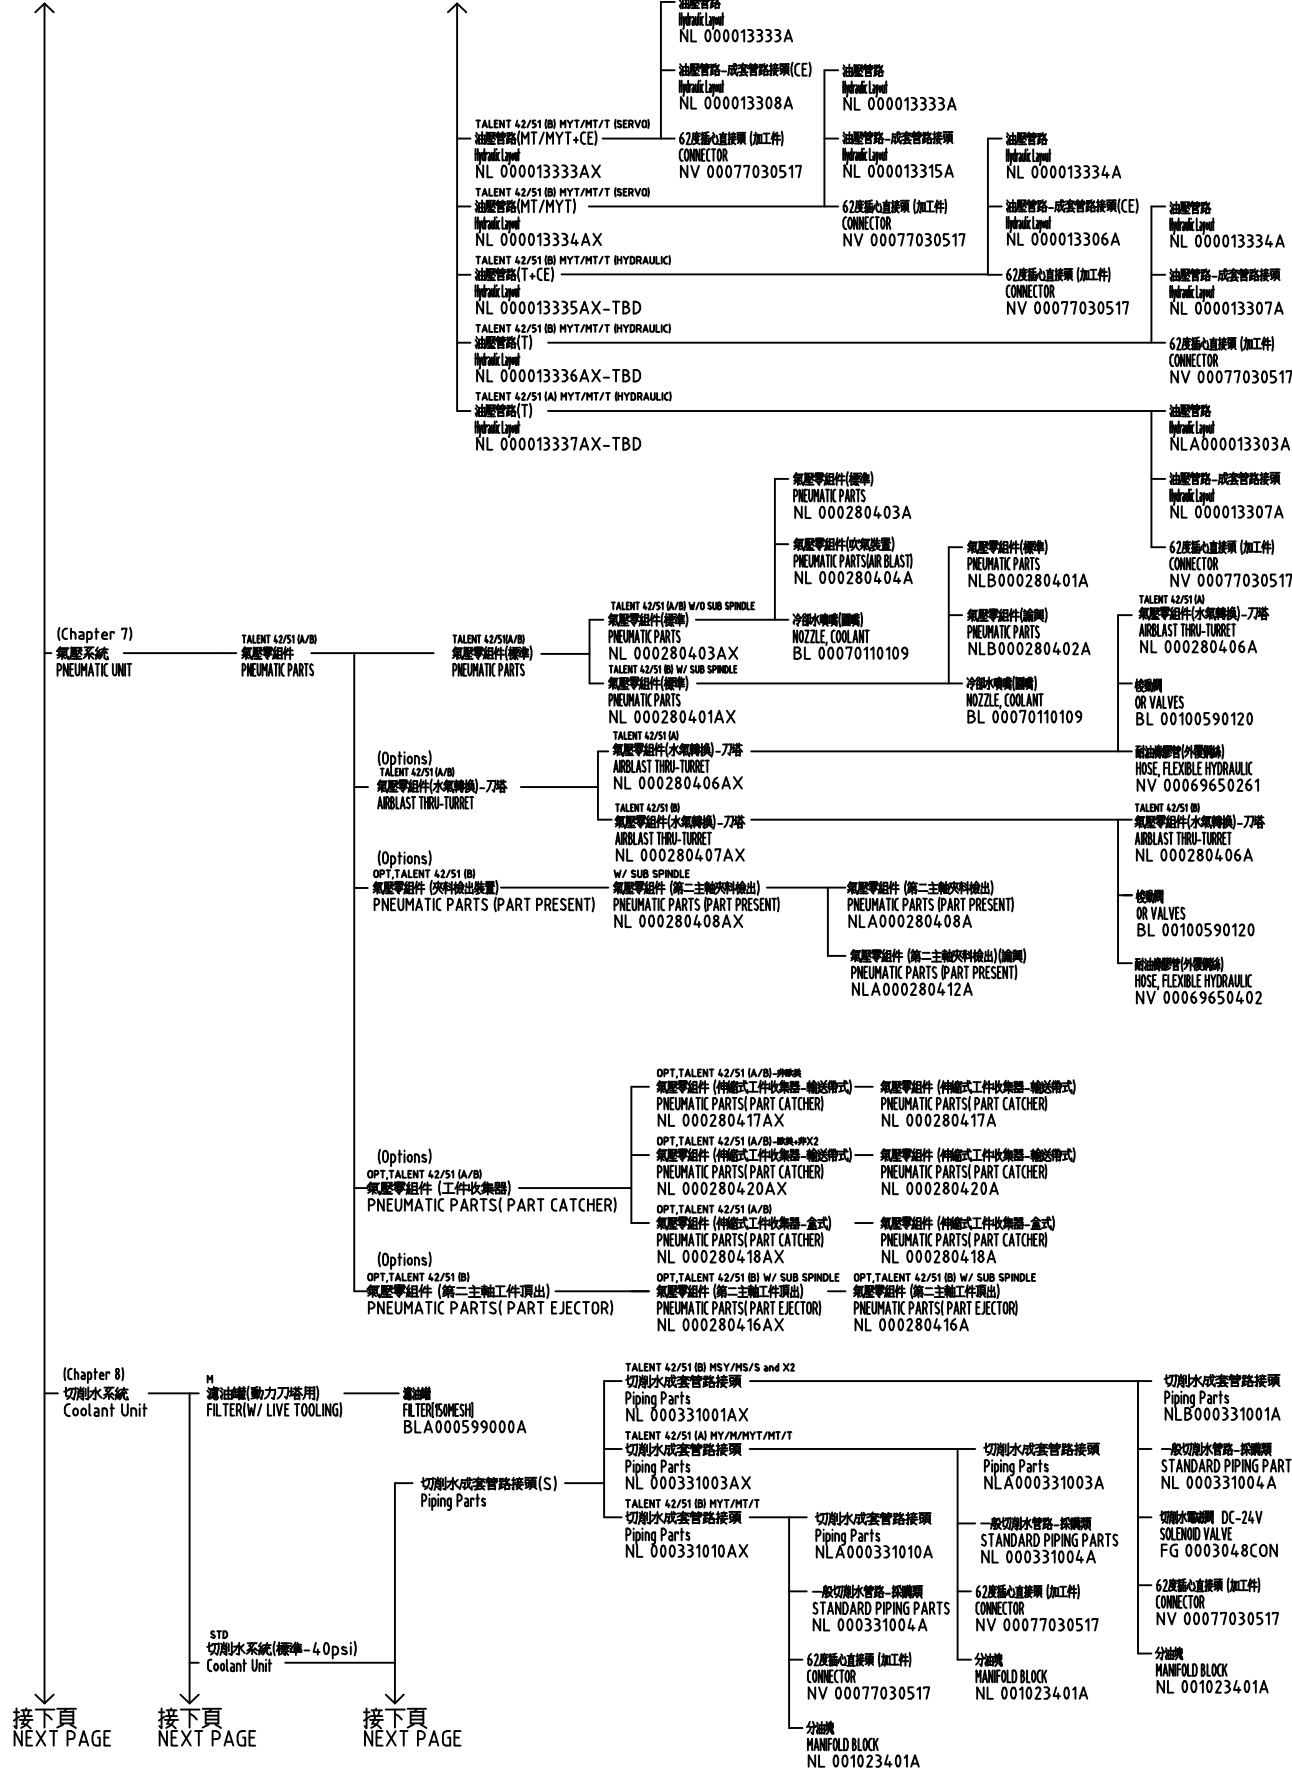 油壓管路
Hydraulic Layout
NL 000013333A
油壓管路-成套管路接頭(CE)
Hydraulic Layout
NL 000013308A
62度插心直接頭 (加工件)
CONNECTOR
NV 00077030517
油壓管路
Hydraulic Layout
NL 000013333A
油壓管路-成套管路接頭
Hydraulic Layout
NL 000013315A
62度插心直接頭 (加工件)
CONNECTOR
NV 00077030517
油壓管路
Hydraulic Layout
NL 000013334A
油壓管路-成套管路接頭(CE)
Hydraulic Layout
NL 000013306A
62度插心直接頭 (加工件)
CONNECTOR
NV 00077030517
油壓管路
Hydraulic Layout
NL 000013334A
油壓管路-成套管路接頭
Hydraulic Layout
NL 000013307A
62度插心直接頭 (加工件)
CONNECTOR
NV 00077030517
油壓管路
Hydraulic Layout
NLA000013303A
油壓管路-成套管路接頭
Hydraulic Layout
NL 000013307A
62度插心直接頭 (加工件)
CONNECTOR
NV 00077030517
TALENT 42/51 (B) MYT/MT/T (SERVO)
油壓管路(MT/MYT+CE)
Hydraulic Layout
NL 000013333AX
TALENT 42/51 (B) MYT/MT/T (SERVO)
油壓管路(MT/MYT)
Hydraulic Layout
NL 000013334AX
TALENT 42/51 (B) MYT/MT/T (HYDRAULIC)
油壓管路(T+CE)
Hydraulic Layout
NL 000013335AX-TBD
TALENT 42/51 (B) MYT/MT/T (HYDRAULIC)
油壓管路(T)
Hydraulic Layout
NL 000013336AX-TBD
TALENT 42/51 (A) MYT/MT/T (HYDRAULIC)
油壓管路(T)
Hydraulic Layout
NL 000013337AX-TBD
(Chapter 7)
氣壓系統
PNEUMATIC UNIT
TALENT 42/51 (A/B)
氣壓零組件
PNEUMATIC PARTS
TALENT 42/51(A/B)
氣壓零組件(標準)
PNEUMATIC PARTS
TALENT 42/51 (A/B) W/O SUB SPINDLE
氣壓零組件(標準)
PNEUMATIC PARTS
NL 000280403AX
TALENT 42/51 (B) W/ SUB SPINDLE
氣壓零組件(標準)
PNEUMATIC PARTS
NL 000280401AX
氣壓零組件(標準)
PNEUMATIC PARTS
NL 000280403A
氣壓零組件(吹氣裝置)
PNEUMATIC PARTS(AIR BLAST)
NL 000280404A
冷卻水噴嘴(圓嘴)
NOZZLE, COOLANT
BL 00070110109
氣壓零組件(標準)
PNEUMATIC PARTS
NLB000280401A
氣壓零組件
PNEUMATIC PARTS
NLB000280402A
冷卻水噴嘴(圓嘴)
NOZZLE, COOLANT
BL 00070110109
(Options)
TALENT 42/51 (A/B)
氣壓零組件(水氣轉換)-刀塔
AIRBLAST THRU-TURRET
TALENT 42/51 (A)
氣壓零組件(水氣轉換)-刀塔
AIRBLAST THRU-TURRET
NL 000280406AX
TALENT 42/51 (B)
氣壓零組件(水氣轉換)-刀塔
AIRBLAST THRU-TURRET
NL 000280407AX
TALENT 42/51 (A)
氣壓零組件(水氣轉換)-刀塔
AIRBLAST THRU-TURRET
NL 000280406A
梭動閥
OR VALVES
BL 00100590120
耐油橡膠管(外覆鋼絲)
HOSE, FLEXIBLE HYDRAULIC
NV 00069650261
TALENT 42/51 (B)
氣壓零組件(水氣轉換)-刀塔
AIRBLAST THRU-TURRET
NL 000280406A
梭動閥
OR VALVES
BL 00100590120
耐油橡膠管(外覆鋼絲)
HOSE, FLEXIBLE HYDRAULIC
NV 00069650402
(Options)
OPT,TALENT 42/51 (B)
氣壓零組件 (夾料檢出裝置)
PNEUMATIC PARTS (PART PRESENT)
W/ SUB SPINDLE
氣壓零組件 (第二主軸夾料檢出)
PNEUMATIC PARTS (PART PRESENT)
NL 000280408AX
氣壓零組件 (第二主軸夾料檢出)
PNEUMATIC PARTS (PART PRESENT)
NLA000280408A
氣壓零組件 (第二主軸夾料檢出)
PNEUMATIC PARTS (PART PRESENT)
NLA000280412A
(Options)
OPT,TALENT 42/51 (A/B)
氣壓零組件 (工件收集器)
PNEUMATIC PARTS( PART CATCHER)
OPT,TALENT 42/51 (A/B)-非歐美
氣壓零組件 (伸縮式工件收集器-輸送帶式)
PNEUMATIC PARTS( PART CATCHER)
NL 000280417AX
氣壓零組件 (伸縮式工件收集器-輸送帶式)
PNEUMATIC PARTS( PART CATCHER)
NL 000280417A
OPT,TALENT 42/51 (A/B)-歐美+非X2
氣壓零組件 (伸縮式工件收集器-輸送帶式)
PNEUMATIC PARTS( PART CATCHER)
NL 000280420AX
氣壓零組件 (伸縮式工件收集器-輸送帶式)
PNEUMATIC PARTS( PART CATCHER)
NL 000280420A
OPT,TALENT 42/51 (A/B)
氣壓零組件 (伸縮式工件收集器-盒式)
PNEUMATIC PARTS( PART CATCHER)
NL 000280418AX
氣壓零組件 (伸縮式工件收集器-盒式)
PNEUMATIC PARTS( PART CATCHER)
NL 000280418A
(Options)
OPT,TALENT 42/51 (B)
氣壓零組件 (第二主軸工件頂出)
PNEUMATIC PARTS( PART EJECTOR)
OPT,TALENT 42/51 (B) W/ SUB SPINDLE
氣壓零組件 (第二主軸工件頂出)
PNEUMATIC PARTS( PART EJECTOR)
NL 000280416AX
OPT,TALENT 42/51 (B) W/ SUB SPINDLE
氣壓零組件 (第二主軸工件頂出)
PNEUMATIC PARTS( PART EJECTOR)
NL 000280416A
(Chapter 8)
切削水系統
Coolant Unit
M
濾油罐(動力刀塔用)
FILTER(W/ LIVE TOOLING)
濾油罐
FILTER(150MESH)
BLA000599000A
切削水成套管路接頭(S)
Piping Parts
TALENT 42/51 (B) MSY/MS/S and X2
切削水成套管路接頭
Piping Parts
NL 000331001AX
TALENT 42/51 (A) MY/M/MYT/MT/T
切削水成套管路接頭
Piping Parts
NL 000331003AX
TALENT 42/51 (B) MYT/MT/T
切削水成套管路接頭
Piping Parts
NL 000331010AX
切削水成套管路接頭
Piping Parts
NLA000331010A
一般切削水管路-採購類
STANDARD PIPING PARTS
NL 000331004A
62度插心直接頭 (加工件)
CONNECTOR
NV 00077030517
分油塊
MANIFOLD BLOCK
NL 001023401A
切削水成套管路接頭
Piping Parts
NLA000331003A
一般切削水管路-採購類
STANDARD PIPING PARTS
NL 000331004A
62度插心直接頭 (加工件)
CONNECTOR
NV 00077030517
分油塊
MANIFOLD BLOCK
NL 001023401A
切削水成套管路接頭
Piping Parts
NLB000331001A
一般切削水管路-採購類
STANDARD PIPING PART
NL 000331004A
切削水電磁閥 DC-24V
SOLENOID VALVE
FG 0003048CON
62度插心直接頭 (加工件)
CONNECTOR
NV 00077030517
分油塊
MANIFOLD BLOCK
NL 001023401A
STD
切削水系統(標準-40psi)
Coolant Unit
接下頁
NEXT PAGE
接下頁
NEXT PAGE
接下頁
NEXT PAGE